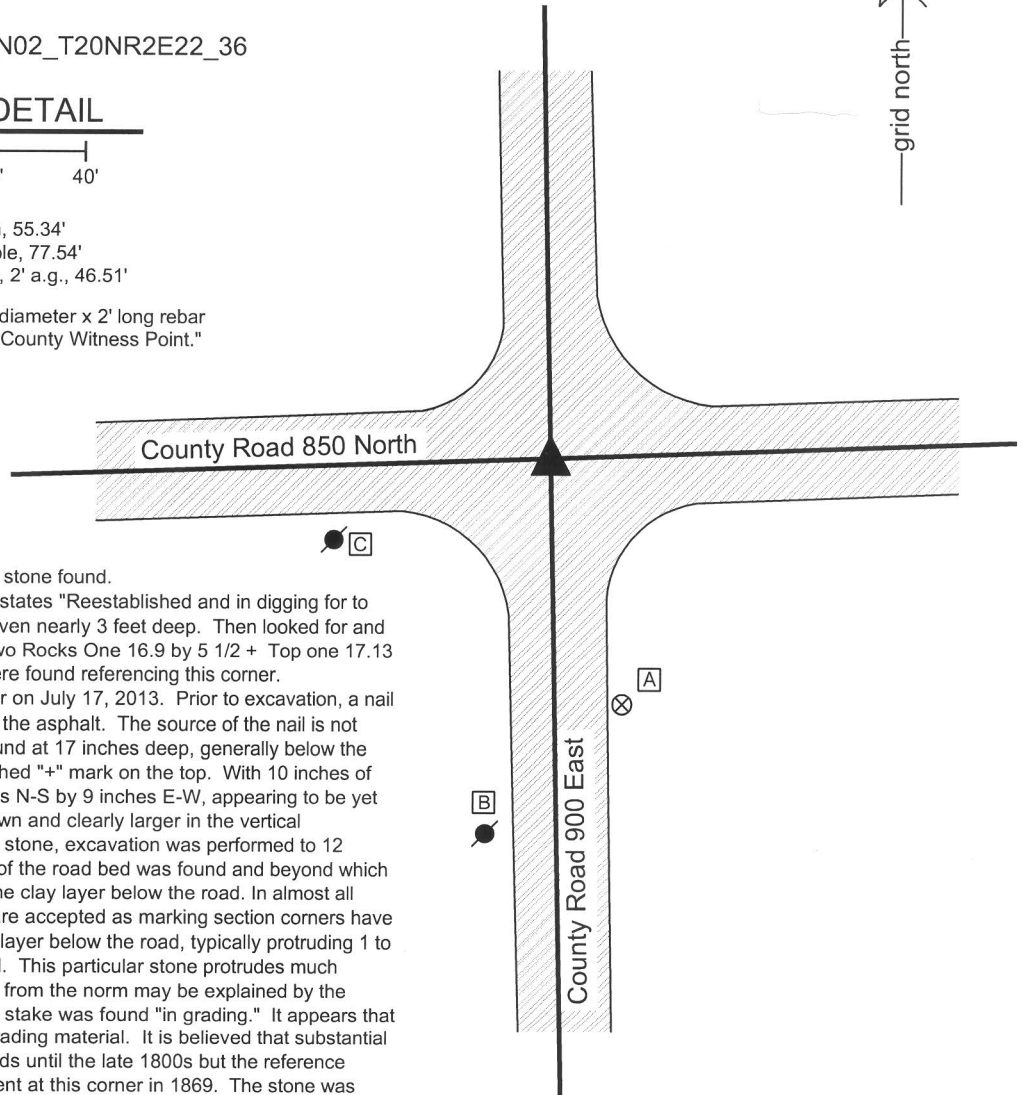 N02_T20NR2E22_36
DETAIL
40'
grid north
, 55.34'
ole, 77.54'
, 2' a.g., 46.51'
diameter x 2' long rebar
County Witness Point."
County Road 850 North
C
stone found.
states "Reestablished and in digging for to
ven nearly 3 feet deep. Then looked for and
wo Rocks One 16.9 by 5 1/2 + Top one 17.13
ere found referencing this corner.
r on July 17, 2013. Prior to excavation, a nail
the asphalt. The source of the nail is not
und at 17 inches deep, generally below the
hed "+" mark on the top. With 10 inches of
s N-S by 9 inches E-W, appearing to be yet
wn and clearly larger in the vertical
stone, excavation was performed to 12
of the road bed was found and beyond which
he clay layer below the road. In almost all
re accepted as marking section corners have
layer below the road, typically protruding 1 to
. This particular stone protrudes much
from the norm may be explained by the
stake was found "in grading." It appears that
ading material. It is believed that substantial
ds until the late 1800s but the reference
ent at this corner in 1869. The stone was
A
B
County Road 900 East